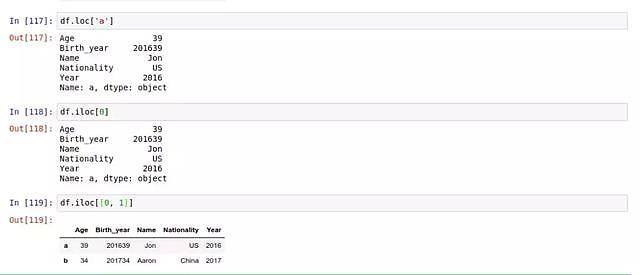 In [117]: df.loc['a']
Out[117]: Age 39
Birth_year 201639
Name Jon
Nationality US
Year 2016
Name: a, dtype: object
In [118]: df.iloc[0]
Out[118]: Age 39
Birth_year 201639
Name Jon
Nationality US
Year 2016
Name: a, dtype: object
In [119]: df.iloc[[0, 1]]
Out[119]:
Age Birth_year Name Nationality Year
a 39 201639 Jon US 2016
b 34 201734 Aaron China 2017